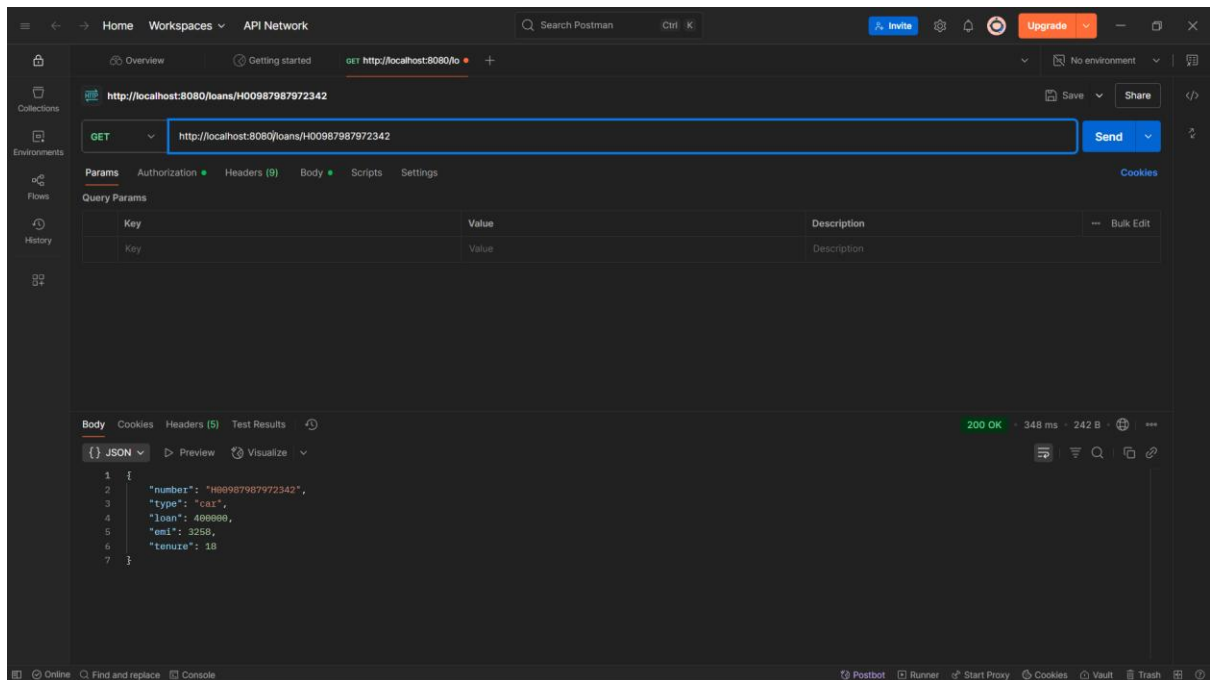 Home Workspaces API Network Search Postman Ctrl K Invite Upgrade
Overview Getting started GET http://localhost:8080/lo + No environment
Collections
Environments
Flows
History
http://localhost:8080/loans/H00987987972342 Save Share
GET http://localhost:8080/loans/H00987987972342 Send
Params Authorization Headers (9) Body Scripts Settings Cookies
Query Params
Key Value Description Bulk Edit
Key Value Description
Body Cookies Headers (5) Test Results 200 OK 348 ms 242 B
{} JSON Preview Visualize
1 {
2 "number": "H00987987972342",
3 "type": "car",
4 "loan": 400000,
5 "emi": 3258,
6 "tenure": 18
7 }
Online Find and replace Console Postbot Runner Start Proxy Cookies Vault Trash